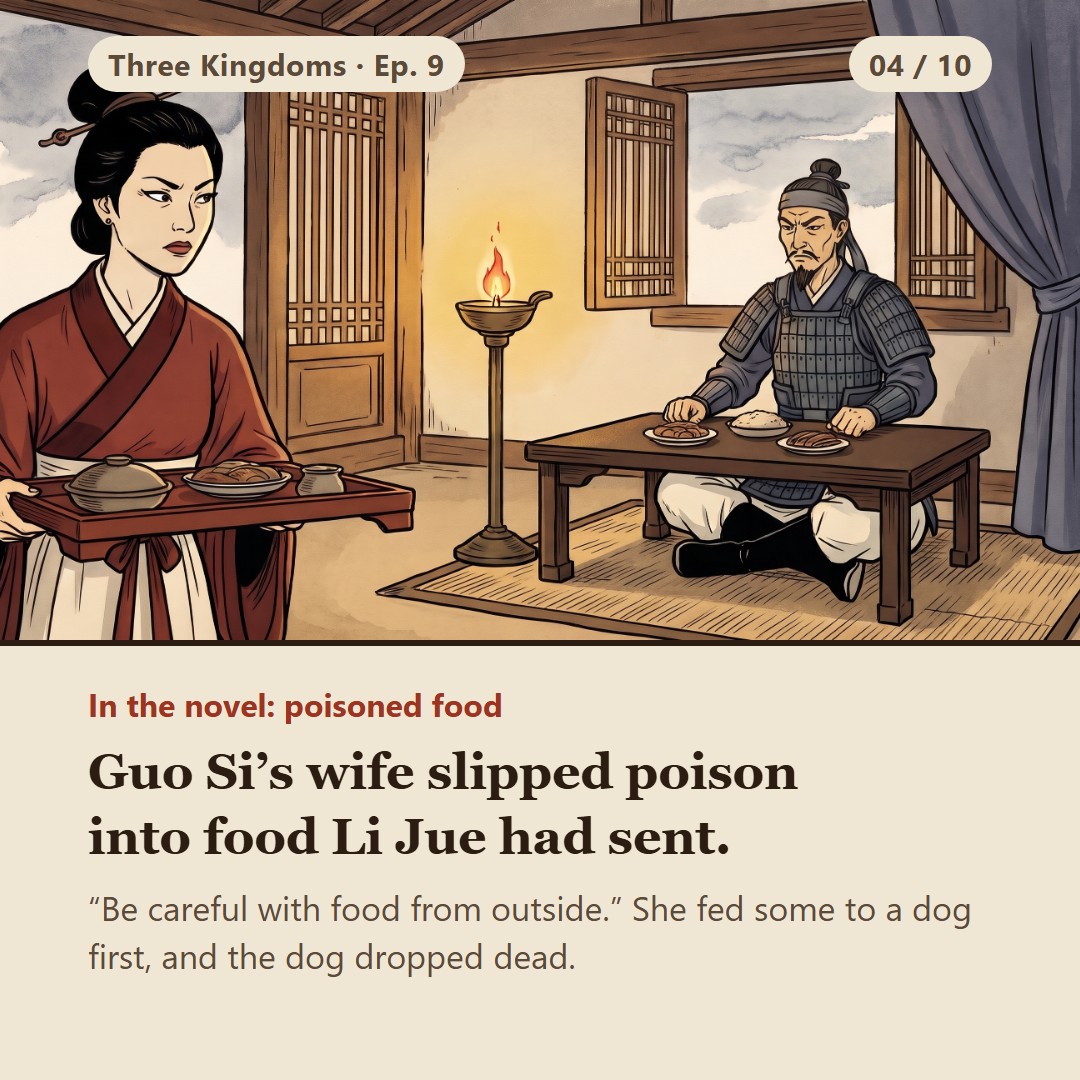 Three Kingdoms · Ep. 9
04 / 10
In the novel: poisoned food
Guo Si’s wife slipped poison
into food Li Jue had sent.
“Be careful with food from outside.” She fed some to a dog
first, and the dog dropped dead.